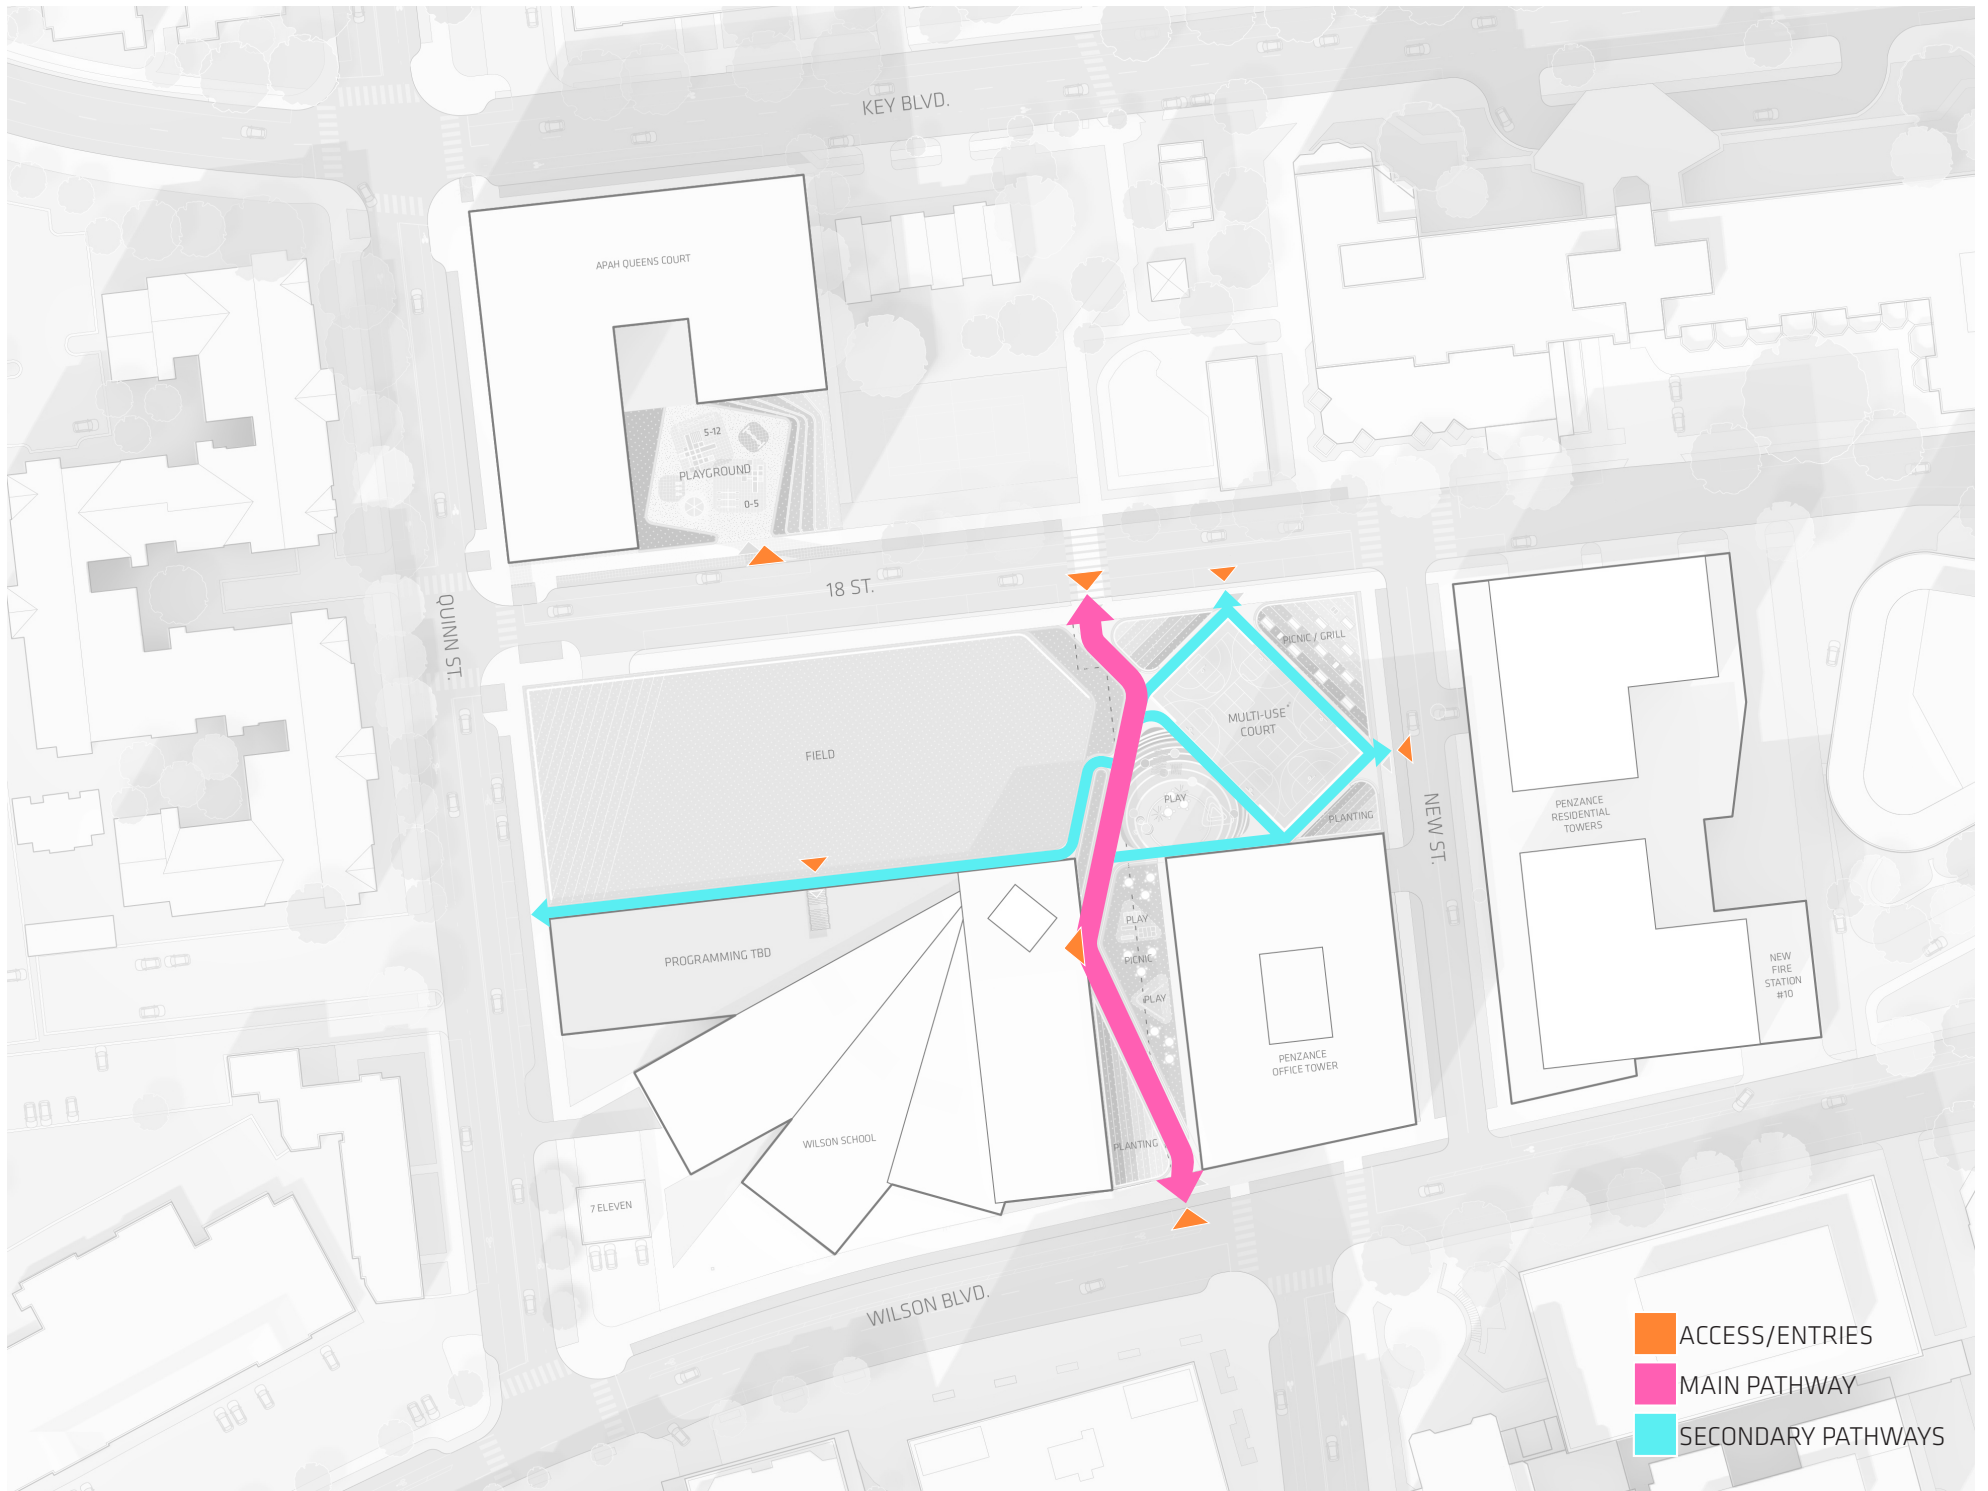 KEY BLVD.
APAH QUEENS COURT
5-12
PLAYGROUND
0-5
18 ST.
QUINN ST.
PICNIC / GRILL
MULTI-USE
COURT
FIELD
PLAY
PLANTING
NEW ST.
PENZANCE
RESIDENTIAL
TOWERS
PLAY
PROGRAMMING TBD
PICNIC
NEW
FIRE
STATION
#10
PLAY
PENZANCE
OFFICE TOWER
WILSON SCHOOL
PLANTING
7 ELEVEN
WILSON BLVD.
ACCESS/ENTRIES
MAIN PATHWAY
SECONDARY PATHWAYS